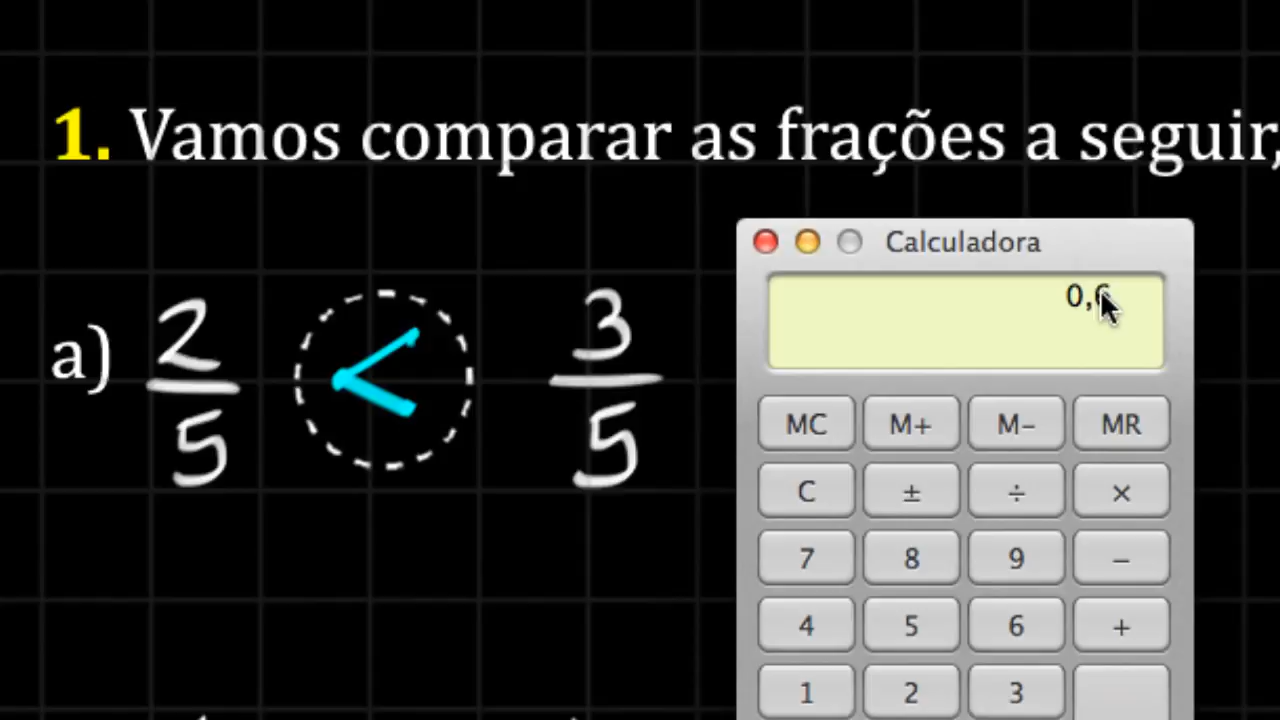 1. Vamos comparar as frações a seguir,
a) 2/5 < 3/5
Calculadora
0,6
MC M+ M− MR
C ± ÷ ×
7 8 9 −
4 5 6 +
1 2 3